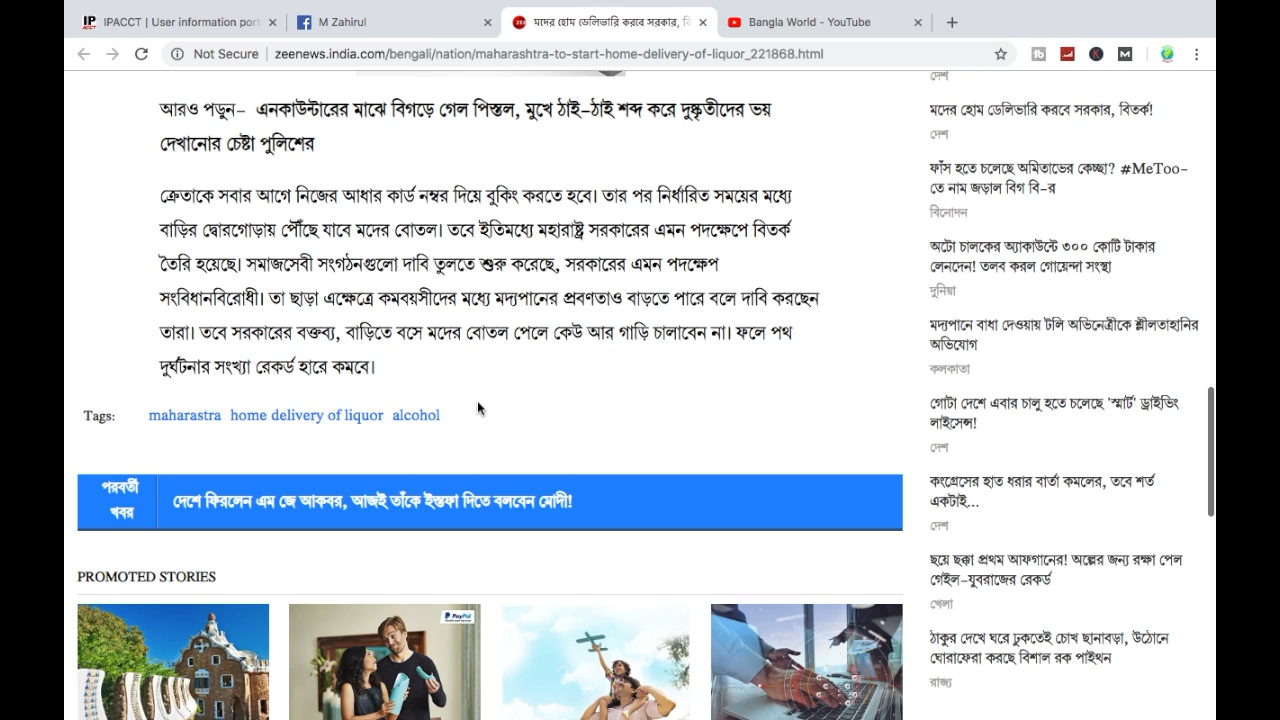 IPACCT | User information port
M Zahirul
মদের হোম ডেলিভারি করবে সরকার, বি
Bangla World - YouTube
Not Secure | zeenews.india.com/bengali/nation/maharashtra-to-start-home-delivery-of-liquor_221868.html
আরও পড়ুন- এনকাউন্টারের মাঝে বিগড়ে গেল পিস্তল, মুখে ঠাই-ঠাই শব্দ করে দুষ্কৃতীদের ভয়
দেখানোর চেষ্টা পুলিশের
ক্রেতাকে সবার আগে নিজের আধার কার্ড নম্বর দিয়ে বুকিং করতে হবে। তার পর নির্ধারিত সময়ের মধ্যে
বাড়ির দ্বোরগোড়ায় পৌঁছে যাবে মদের বোতল। তবে ইতিমধ্যে মহারাষ্ট্র সরকারের এমন পদক্ষেপে বিতর্ক
তৈরি হয়েছে। সমাজসেবী সংগঠনগুলো দাবি তুলতে শুরু করেছে, সরকারের এমন পদক্ষেপ
সংবিধানবিরোধী। তা ছাড়া এক্ষেত্রে কমবয়সীদের মধ্যে মদ্যপানের প্রবণতাও বাড়তে পারে বলে দাবি করছেন
তারা। তবে সরকারের বক্তব্য, বাড়িতে বসে মদের বোতল পেলে কেউ আর গাড়ি চালাবেন না। ফলে পথ
দুর্ঘটনার সংখ্যা রেকর্ড হারে কমবে।
Tags: maharastra home delivery of liquor alcohol
পরবর্তী
খবর
দেশে ফিরলেন এম জে আকবর, আজই তাঁকে ইস্তফা দিতে বলবেন মোদী!
PROMOTED STORIES
PayPal
দেশ
মদের হোম ডেলিভারি করবে সরকার, বিতর্ক!
দেশ
ফাঁস হতে চলেছে অমিতাভের কেচ্ছা? #MeToo-
তে নাম জড়াল বিগ বি-র
বিনোদন
অটো চালকের অ্যাকাউন্টে ৩০০ কোটি টাকার
লেনদেন! তলব করল গোয়েন্দা সংস্থা
দুনিয়া
মদ্যপানে বাধা দেওয়ায় টলি অভিনেত্রীকে শ্লীলতাহানির
অভিযোগ
কলকাতা
গোটা দেশে এবার চালু হতে চলেছে 'স্মার্ট' ড্রাইভিং
লাইসেন্স!
দেশ
কংগ্রেসের হাত ধরার বার্তা কমলের, তবে শর্ত
একটাই...
দেশ
ছয়ে ছক্কা প্রথম আফগানের! অল্পের জন্য রক্ষা পেল
গেইল-যুবরাজের রেকর্ড
খেলা
ঠাকুর দেখে ঘরে ঢুকতেই চোখ ছানাবড়া, উঠোনে
ঘোরাফেরা করছে বিশাল রক পাইথন
রাজ্য